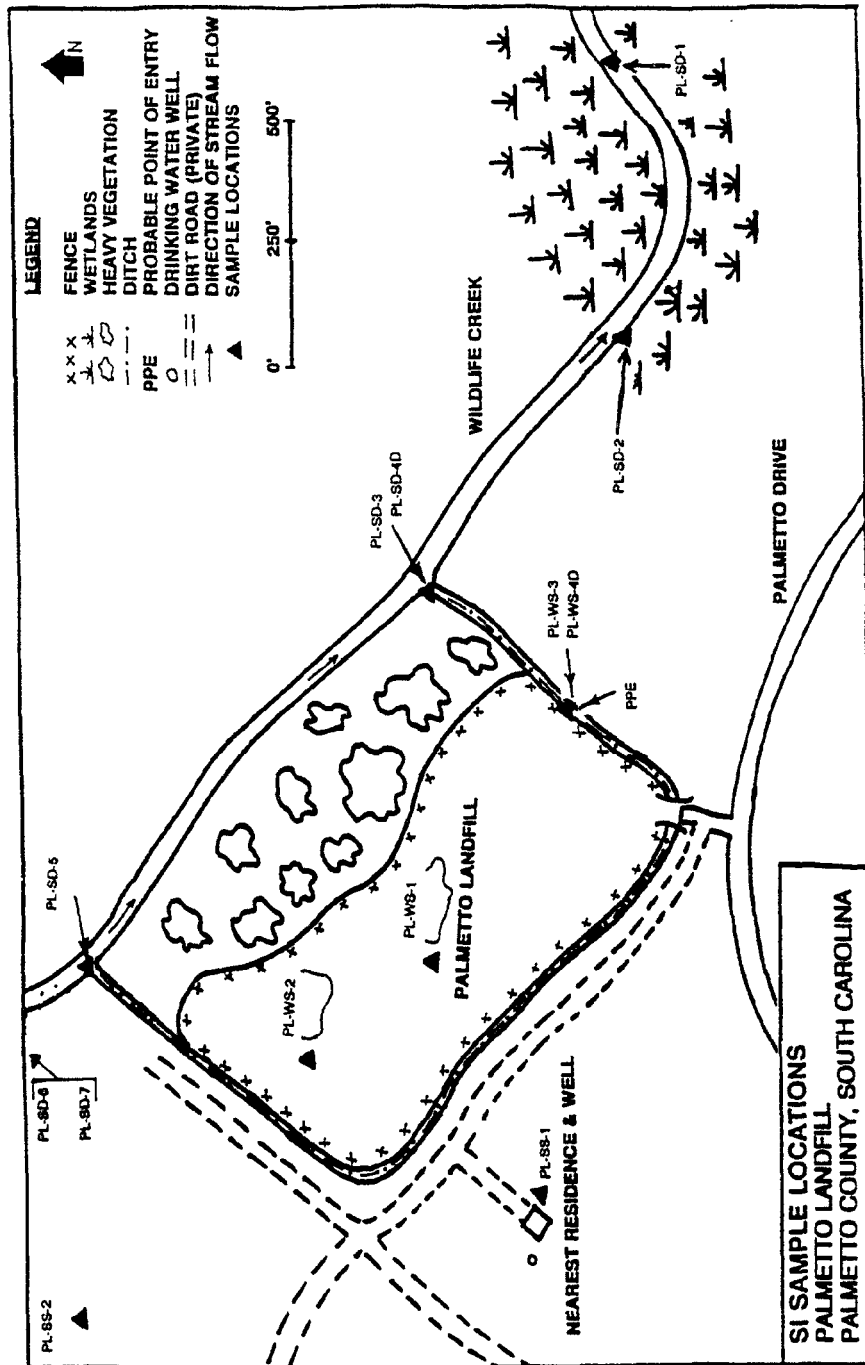 LEGEND
N
x x x FENCE
WETLANDS
HEAVY VEGETATION
DITCH
PPE PROBABLE POINT OF ENTRY
DRINKING WATER WELL
DIRT ROAD (PRIVATE)
DIRECTION OF STREAM FLOW
SAMPLE LOCATIONS
0' 250' 500'
PL-SS-2
PL-SD-6
PL-SD-7
PL-SD-5
PL-SD-3
PL-SD-4D
WILDLIFE CREEK
PL-SD-1
PL-SD-2
PL-WS-2
PL-WS-1
PALMETTO LANDFILL
PL-WS-3
PL-WS-4D
PPE
PL-SS-1
NEAREST RESIDENCE & WELL
PALMETTO DRIVE
SI SAMPLE LOCATIONS
PALMETTO LANDFILL
PALMETTO COUNTY, SOUTH CAROLINA